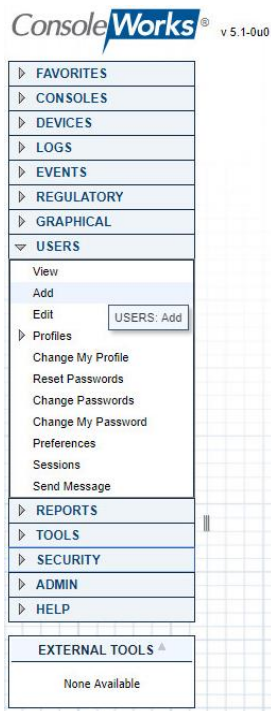 ConsoleWorks® v 5.1-0u0
FAVORITES
CONSOLES
DEVICES
LOGS
EVENTS
REGULATORY
GRAPHICAL
USERS
View
Add
Edit
USERS: Add
Profiles
Change My Profile
Reset Passwords
Change Passwords
Change My Password
Preferences
Sessions
Send Message
REPORTS
TOOLS
SECURITY
ADMIN
HELP
EXTERNAL TOOLS
None Available